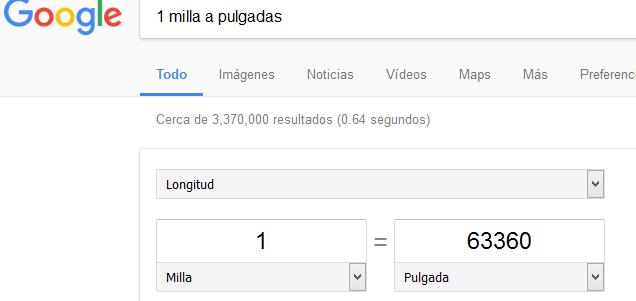 Google
1 milla a pulgadas
Todo Imágenes Noticias Vídeos Maps Más
Cerca de 3,370,000 resultados (0.64 segundos)
Longitud
1 = 63360
Milla Pulgada